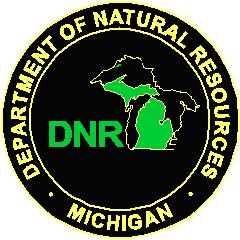 DEPARTMENT OF NATURAL RESOURCES
DNR
· MICHIGAN ·